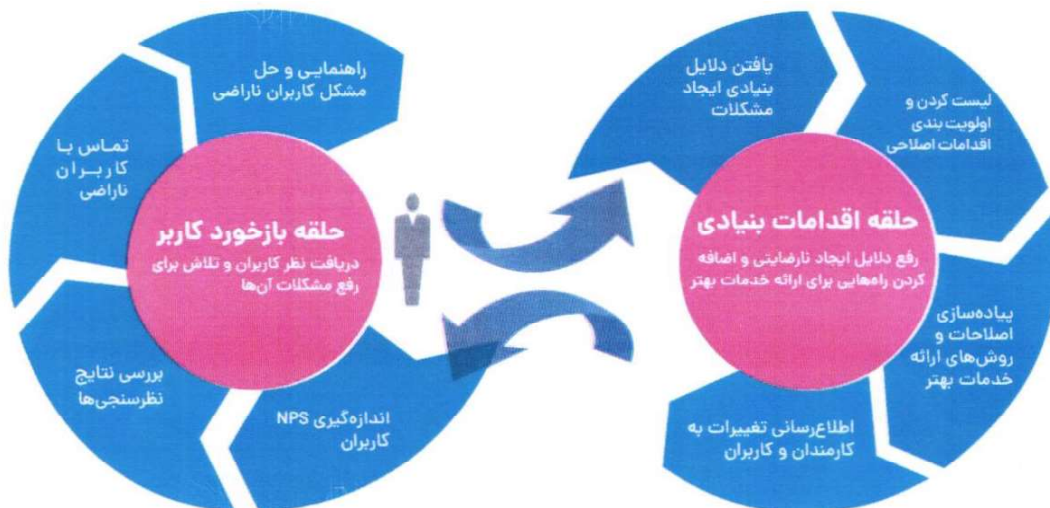 راهنمایی و حل
مشکل کاربران ناراضی
تماس با
کاربران
ناراضی
حلقه بازخورد کاربر
دریافت نظر کاربران و تلاش برای
رفع مشکلات آن‌ها
بررسی نتایج
نظرسنجی‌ها
اندازه‌گیری NPS
کاربران
یافتن دلایل
بنیادی ایجاد
مشکلات
لیست کردن و
اولویت بندی
اقدامات اصلاحی
حلقه اقدامات بنیادی
رفع دلایل ایجاد نارضایتی و اضافه
کردن راه‌هایی برای ارائه خدمات بهتر
پیاده‌سازی
اصلاحات و
روش‌های ارائه
خدمات بهتر
اطلاع‌رسانی تغییرات به
کارمندان و کاربران